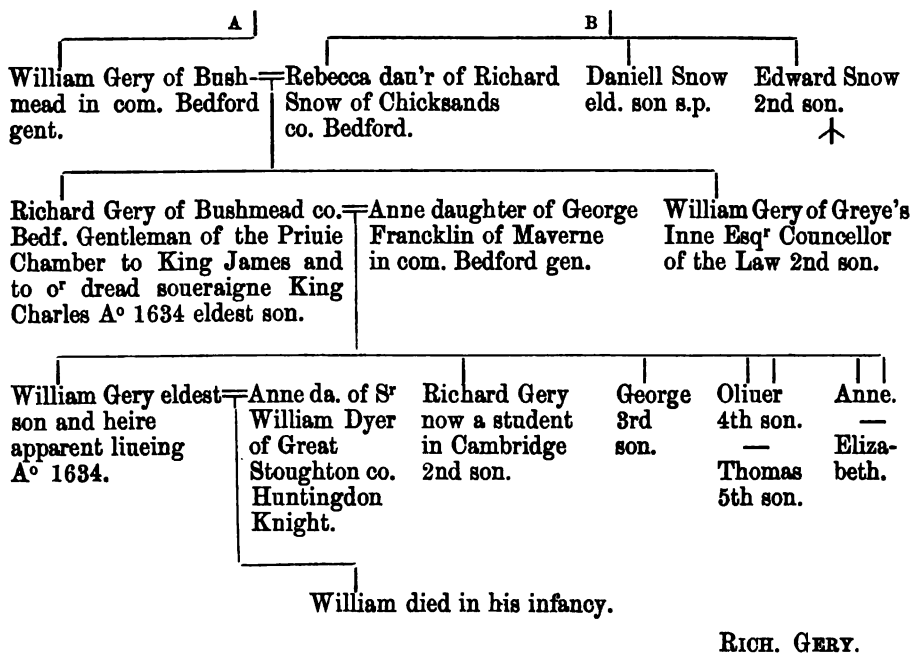 A
B
William Gery of Bush-
mead in com. Bedford
gent.
Rebecca dau'r of Richard
Snow of Chicksands
co. Bedford.
Daniell Snow
eld. son s.p.
Edward Snow
2nd son.
Richard Gery of Bushmead co.
Bedf. Gentleman of the Priuie
Chamber to King James and
to oʳ dread soueraigne King
Charles Aº 1634 eldest son.
Anne daughter of George
Francklin of Maverne
in com. Bedford gen.
William Gery of Greye's
Inne Esqʳ Councellor
of the Law 2nd son.
William Gery eldest
son and heire
apparent liueing
Aº 1634.
Anne da. of Sʳ
William Dyer
of Great
Stoughton co.
Huntingdon
Knight.
Richard Gery
now a student
in Cambridge
2nd son.
George
3rd
son.
Oliuer
4th son.
—
Thomas
5th son.
Anne.
—
Eliza-
beth.
William died in his infancy.
RICH. GERY.